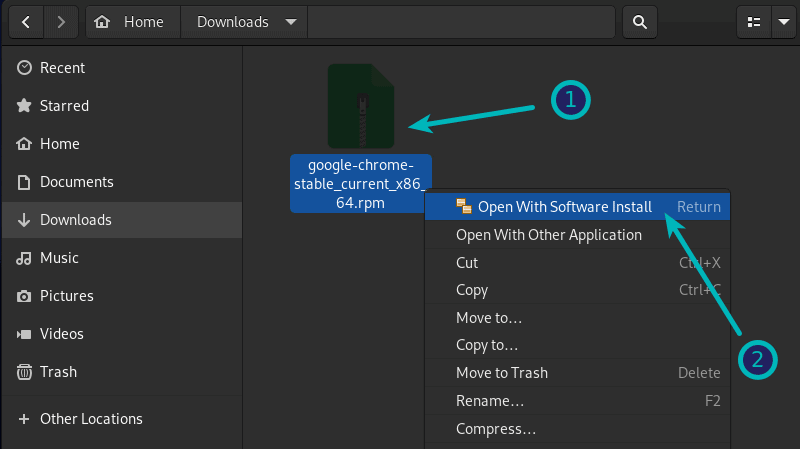 Home
Downloads
Recent
Starred
Home
Documents
Downloads
Music
Pictures
Videos
Trash
Other Locations
1
google-chrome-
stable_current_x86_
64.rpm
Open With Software Install Return
Open With Other Application
Cut Ctrl+X
Copy Ctrl+C
Move to...
Copy to...
Move to Trash Delete
Rename... F2
Compress...
2